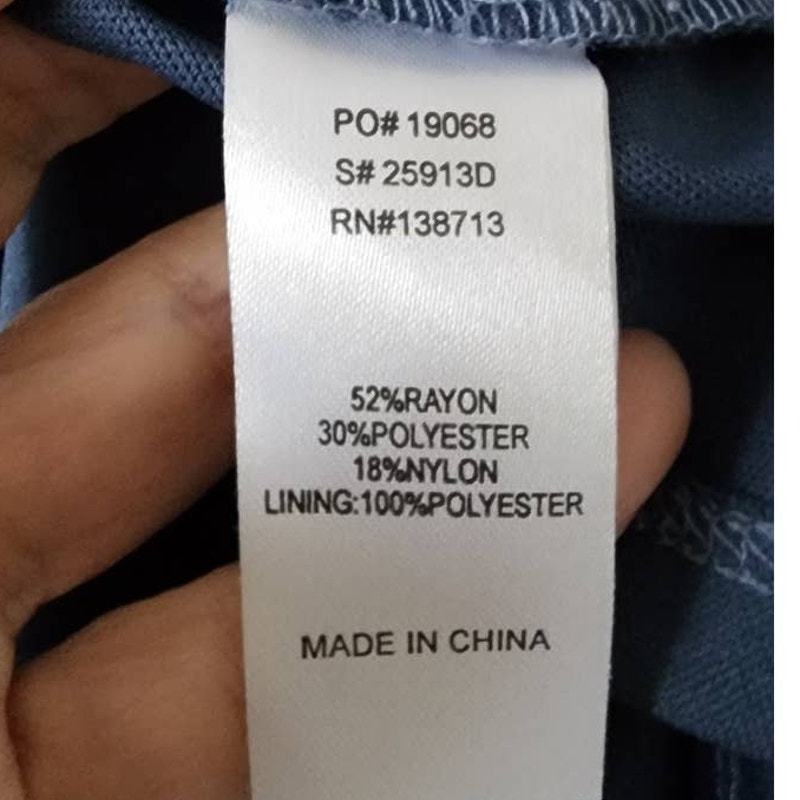 PO# 19068
S# 25913D
RN#138713
52%RAYON
30%POLYESTER
18%NYLON
LINING:100%POLYESTER
MADE IN CHINA